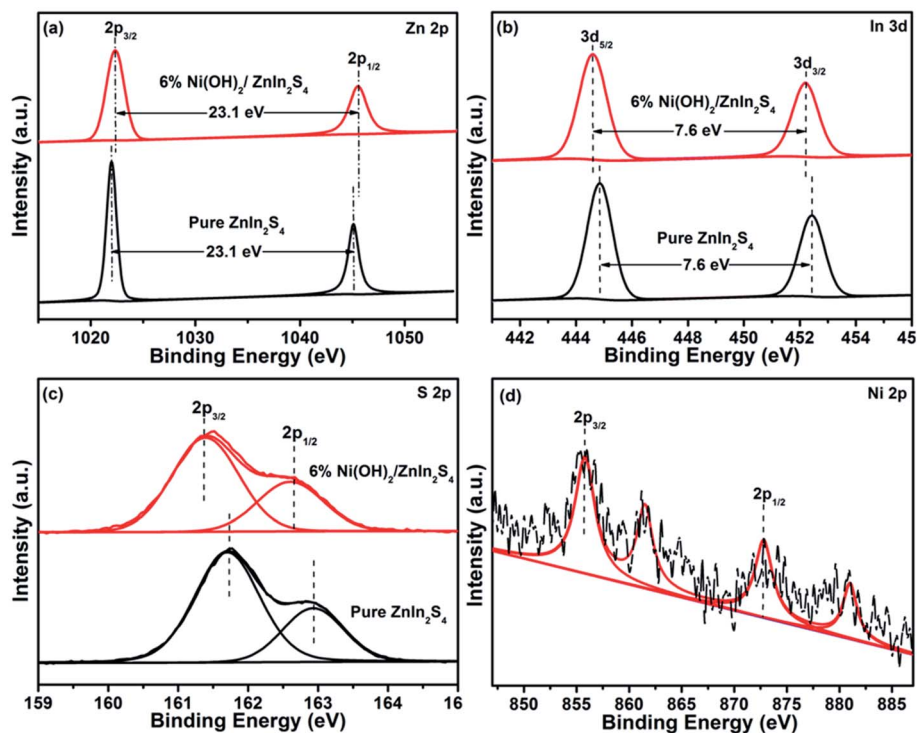 (a) Zn 2p
2p3/2
2p1/2
6% Ni(OH)2/ ZnIn2S4
23.1 eV
Pure ZnIn2S4
23.1 eV
Intensity (a.u.)
1020 1030 1040 1050
Binding Energy (eV)
(b) In 3d
3d5/2
3d3/2
6% Ni(OH)2/ZnIn2S4
7.6 eV
Pure ZnIn2S4
7.6 eV
Intensity (a.u.)
442 444 446 448 450 452 454 45
Binding Energy (eV)
(c) S 2p
2p3/2
2p1/2
6% Ni(OH)2/ZnIn2S4
Pure ZnIn2S4
Intensity (a.u.)
159 160 161 162 163 164 16
Binding Energy (eV)
(d) Ni 2p
2p3/2
2p1/2
Intensity (a.u.)
850 855 860 865 870 875 880 885
Binding Energy (eV)